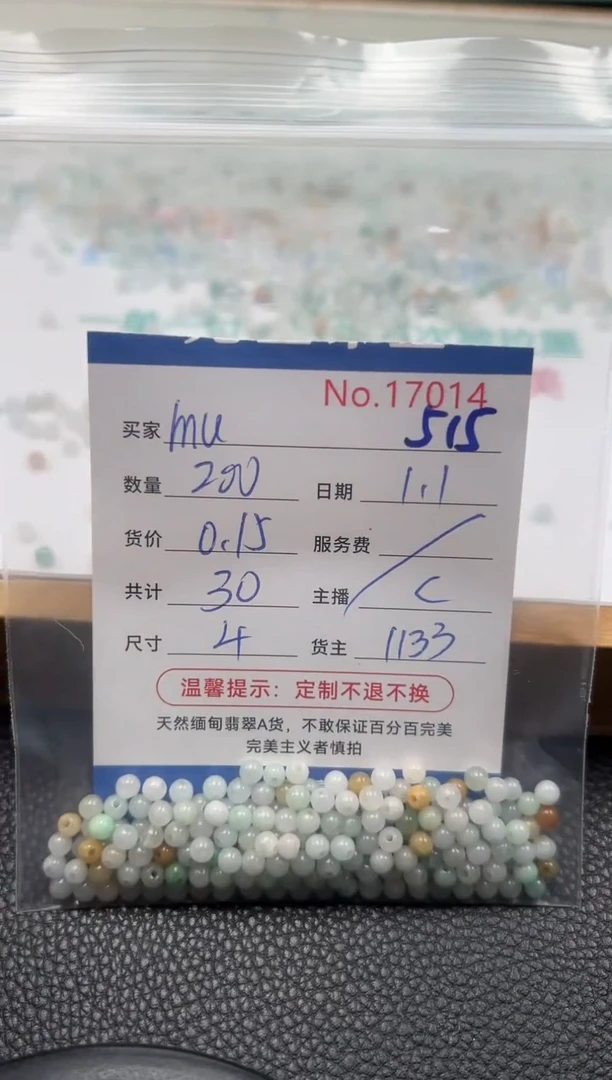 No.17014
买家 mu 515
数量 200 日期 1.1
货价 0.15 服务费 /
共计 30 主播 C
尺寸 4 货主 1133
温馨提示：定制不退不换
天然缅甸翡翠A货，不敢保证百分百完美
完美主义者慎拍